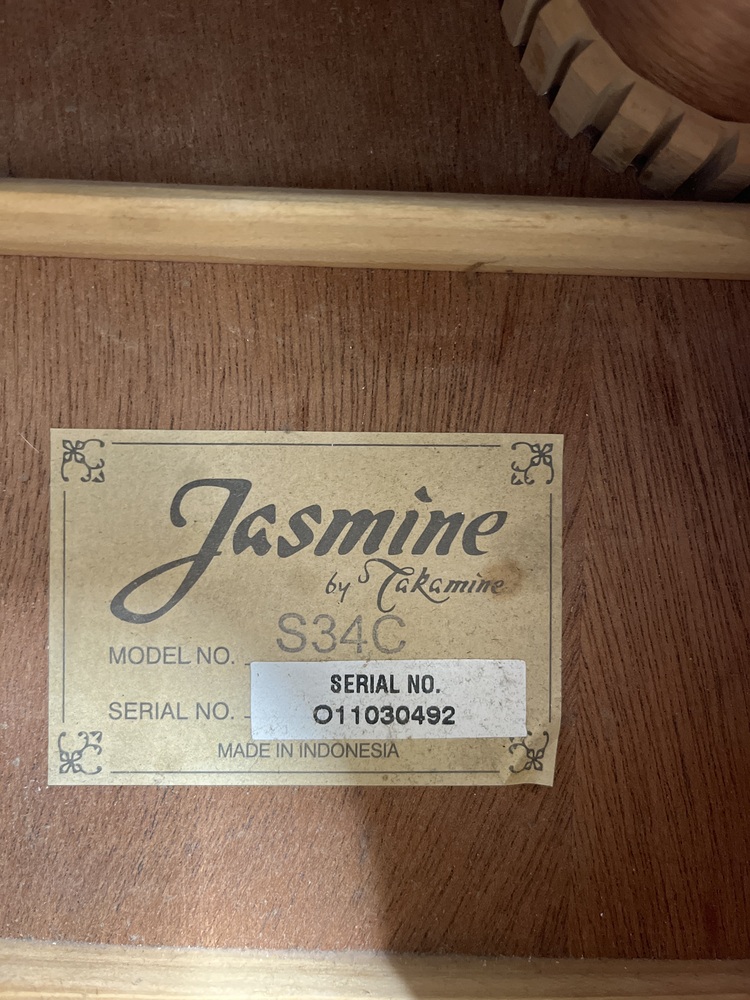 Jasmine
by Takamine
MODEL NO. S34C
SERIAL NO.
SERIAL NO.
O11030492
MADE IN INDONESIA